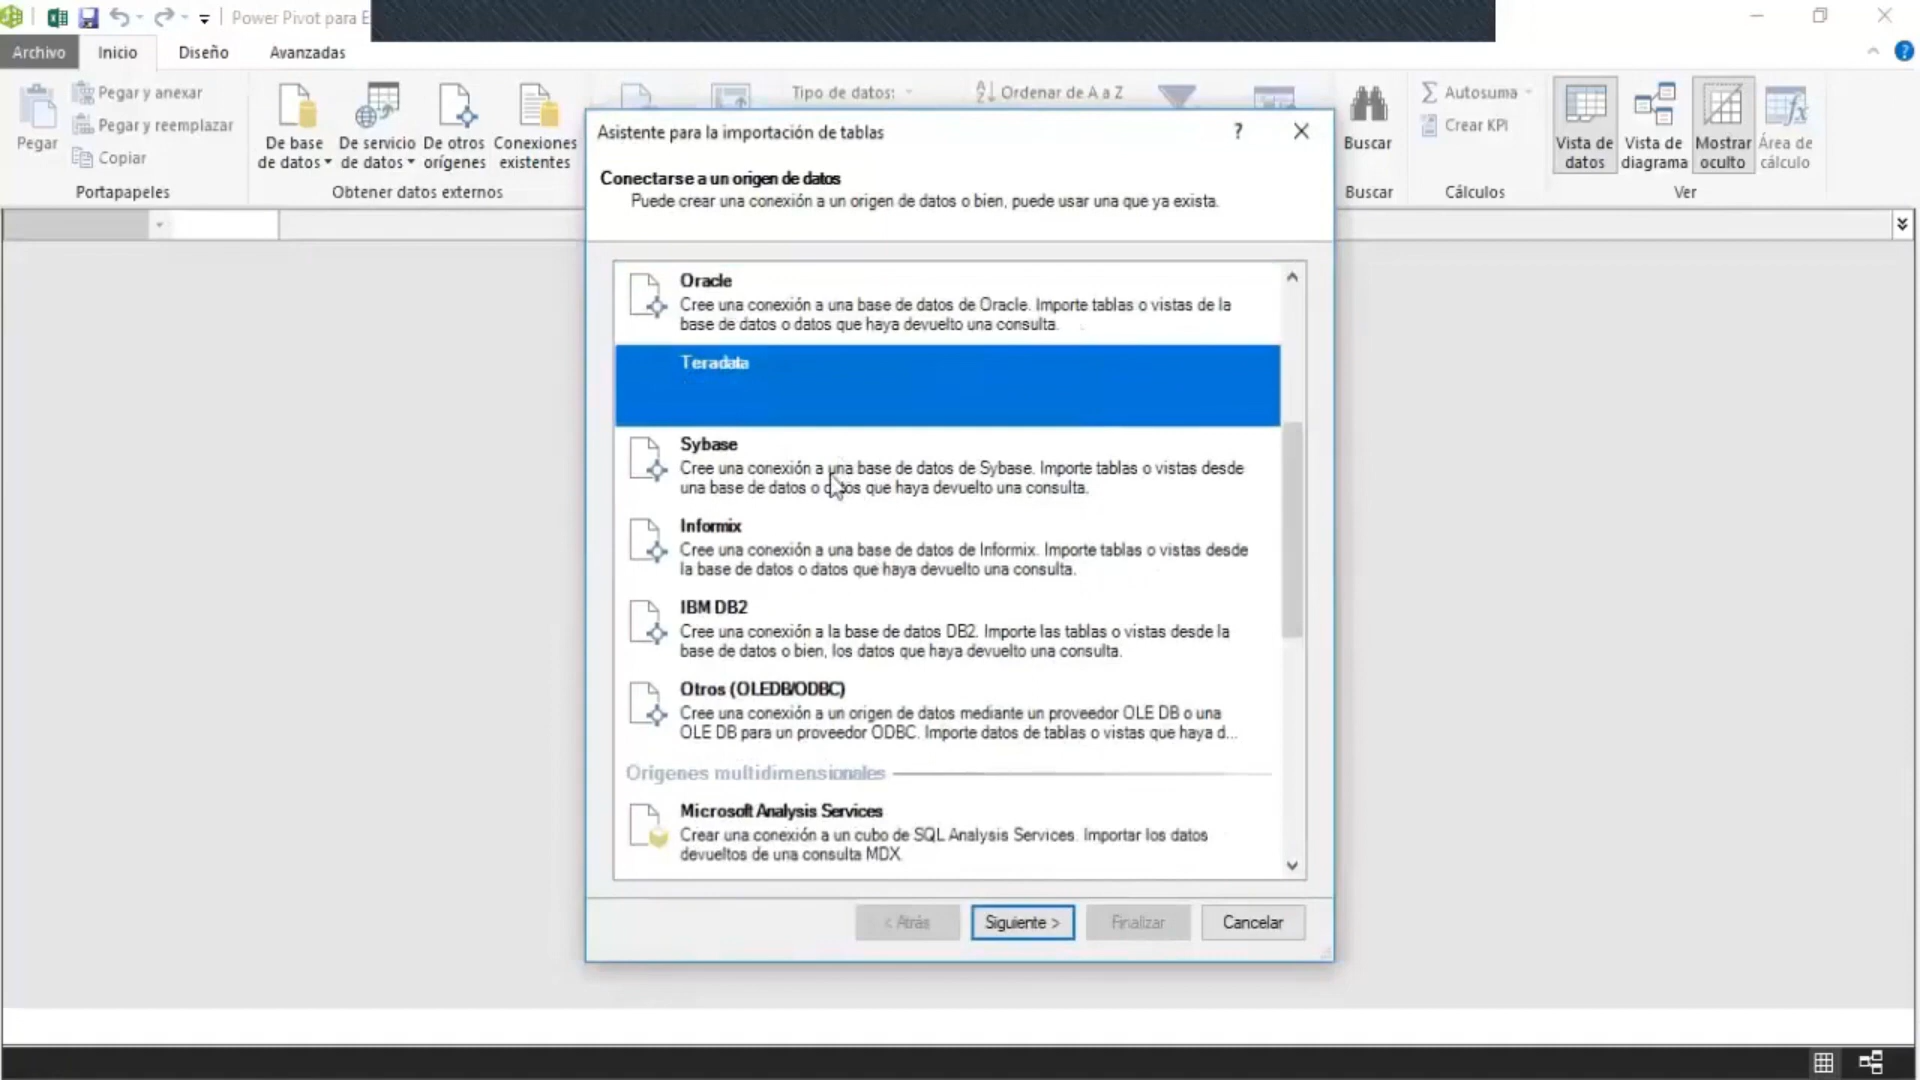 Power Pivot para E
Archivo
Inicio
Diseño
Avanzadas
Pegar
Pegar y anexar
Pegar y reemplazar
Copiar
Portapapeles
De base
de datos
De servicio
de datos
De otros
orígenes
Conexiones
existentes
Obtener datos externos
Tipo de datos:
Ordenar de A a Z
Buscar
Buscar
Autosuma
Crear KPI
Cálculos
Vista de
datos
Vista de
diagrama
Mostrar
oculto
Área de
cálculo
Ver
Asistente para la importación de tablas
?
Conectarse a un origen de datos
Puede crear una conexión a un origen de datos o bien, puede usar una que ya exista.
Oracle
Cree una conexión a una base de datos de Oracle. Importe tablas o vistas de la
base de datos o datos que haya devuelto una consulta.
Teradata
Sybase
Cree una conexión a una base de datos de Sybase. Importe tablas o vistas desde
una base de datos o datos que haya devuelto una consulta.
Informix
Cree una conexión a una base de datos de Informix. Importe tablas o vistas desde
la base de datos o datos que haya devuelto una consulta.
IBM DB2
Cree una conexión a la base de datos DB2. Importe las tablas o vistas desde la
base de datos o bien, los datos que haya devuelto una consulta.
Otros (OLEDB/ODBC)
Cree una conexión a un origen de datos mediante un proveedor OLE DB o una
OLE DB para un proveedor ODBC. Importe datos de tablas o vistas que haya d...
Orígenes multidimensionales
Microsoft Analysis Services
Crear una conexión a un cubo de SQL Analysis Services. Importar los datos
devueltos de una consulta MDX.
< Atrás
Siguiente >
Finalizar
Cancelar